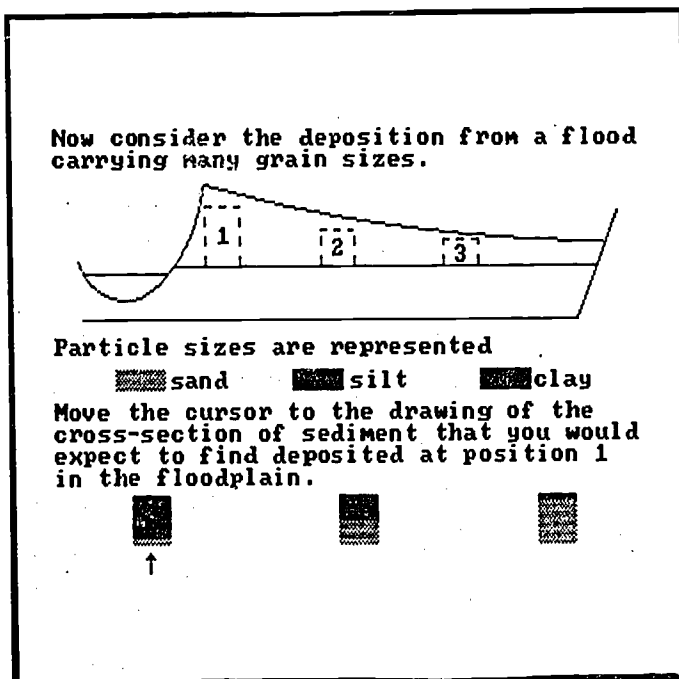 Now consider the deposition from a flood
carrying many grain sizes.
1
2
3
Particle sizes are represented
sand silt clay
Move the cursor to the drawing of the
cross-section of sediment that you would
expect to find deposited at position 1
in the floodplain.